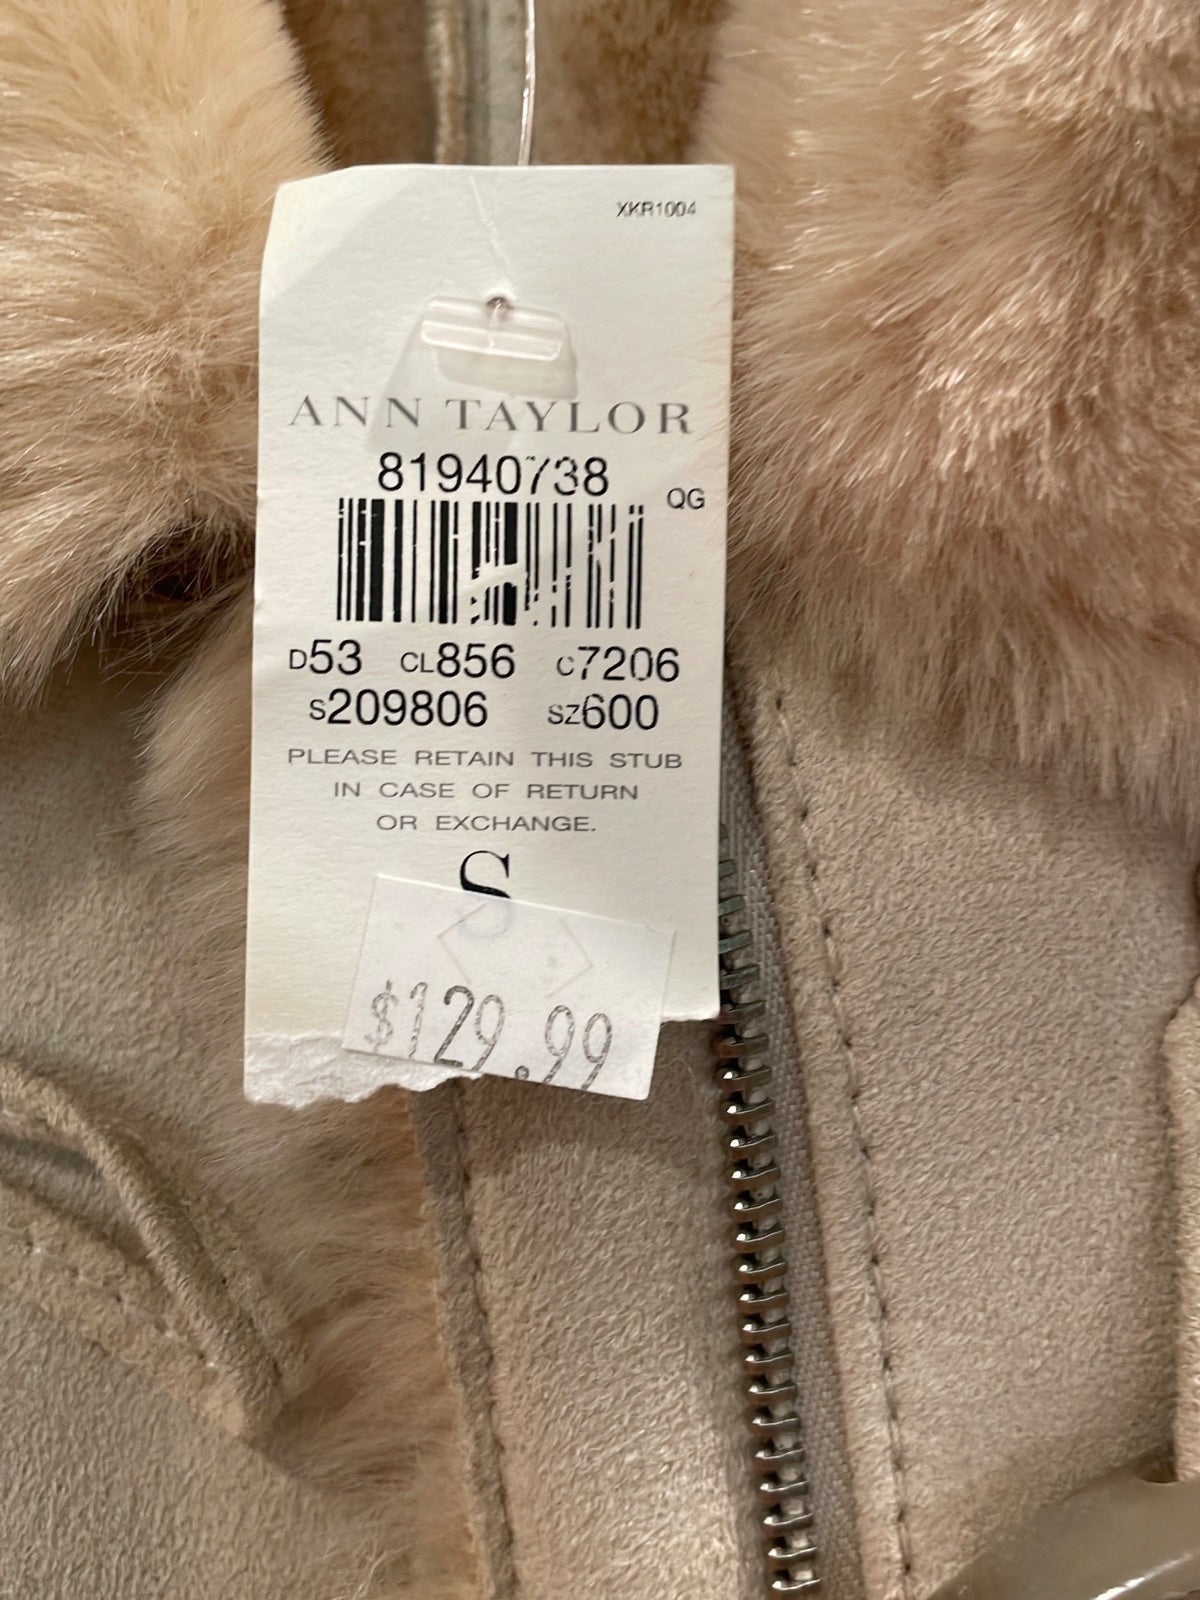 XKR1004
ANN TAYLOR
81940738
QG
D53 CL856 C7206
S209806 SZ600
PLEASE RETAIN THIS STUB
IN CASE OF RETURN
OR EXCHANGE.
S
$129.99